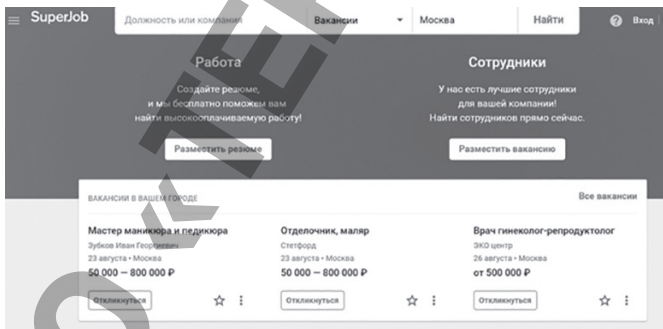 SuperJob Должность или компания Вакансии Москва Найти Вход
Работа
Создайте резюме,
и мы бесплатно поможем вам
найти высокооплачиваемую работу!
Разместить резюме
Сотрудники
У нас есть лучшие сотрудники
для вашей компании!
Найти сотрудников прямо сейчас.
Разместить вакансию
ВАКАНСИИ В ВАШЕМ ГОРОДЕ Все вакансии
Мастер маникюра и педикюра
Зубков Иван Георгиевич
23 августа • Москва
50 000 — 800 000 ₽
Откликнуться
Отделочник, маляр
Стетфорд
23 августа • Москва
50 000 — 800 000 ₽
Откликнуться
Врач гинеколог-репродуктолог
ЭКО центр
26 августа • Москва
от 500 000 ₽
Откликнуться